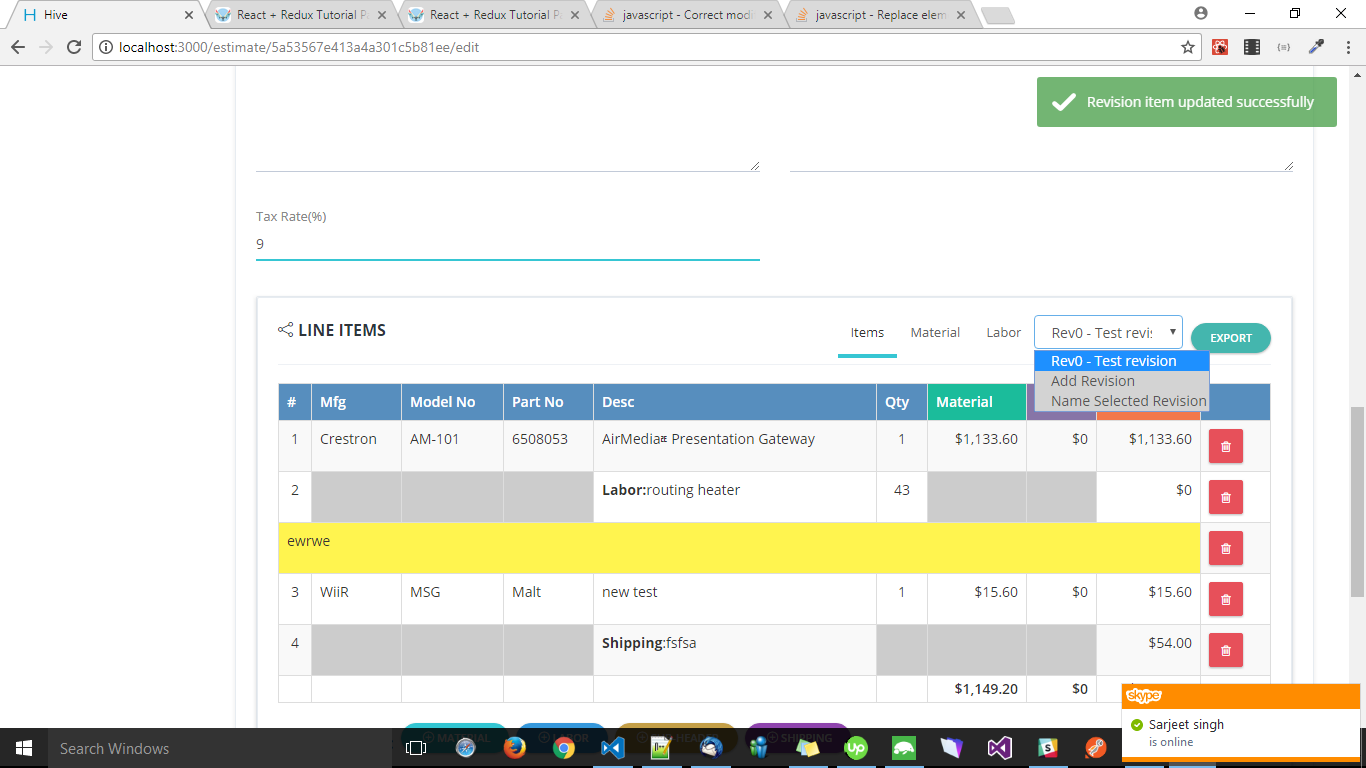 Hive
React + Redux Tutorial P
React + Redux Tutorial P
javascript - Correct mod
javascript - Replace elem
localhost:3000/estimate/5a53567e413a4a301c5b81ee/edit
Revision item updated successfully
Tax Rate(%)
9
LINE ITEMS
Items Material Labor Rev0 - Test revis EXPORT
Rev0 - Test revision
Add Revision
Name Selected Revision
# Mfg Model No Part No Desc Qty Material
1 Crestron AM-101 6508053 AirMedia Presentation Gateway 1 $1,133.60 $0 $1,133.60
2 Labor:routing heater 43 $0
ewrwe
3 WiiR MSG Malt new test 1 $15.60 $0 $15.60
4 Shipping:fsfsa $54.00
$1,149.20 $0
MATERIAL LABOR HEADER SHIPPING
skype
Sarjeet singh
is online
Search Windows